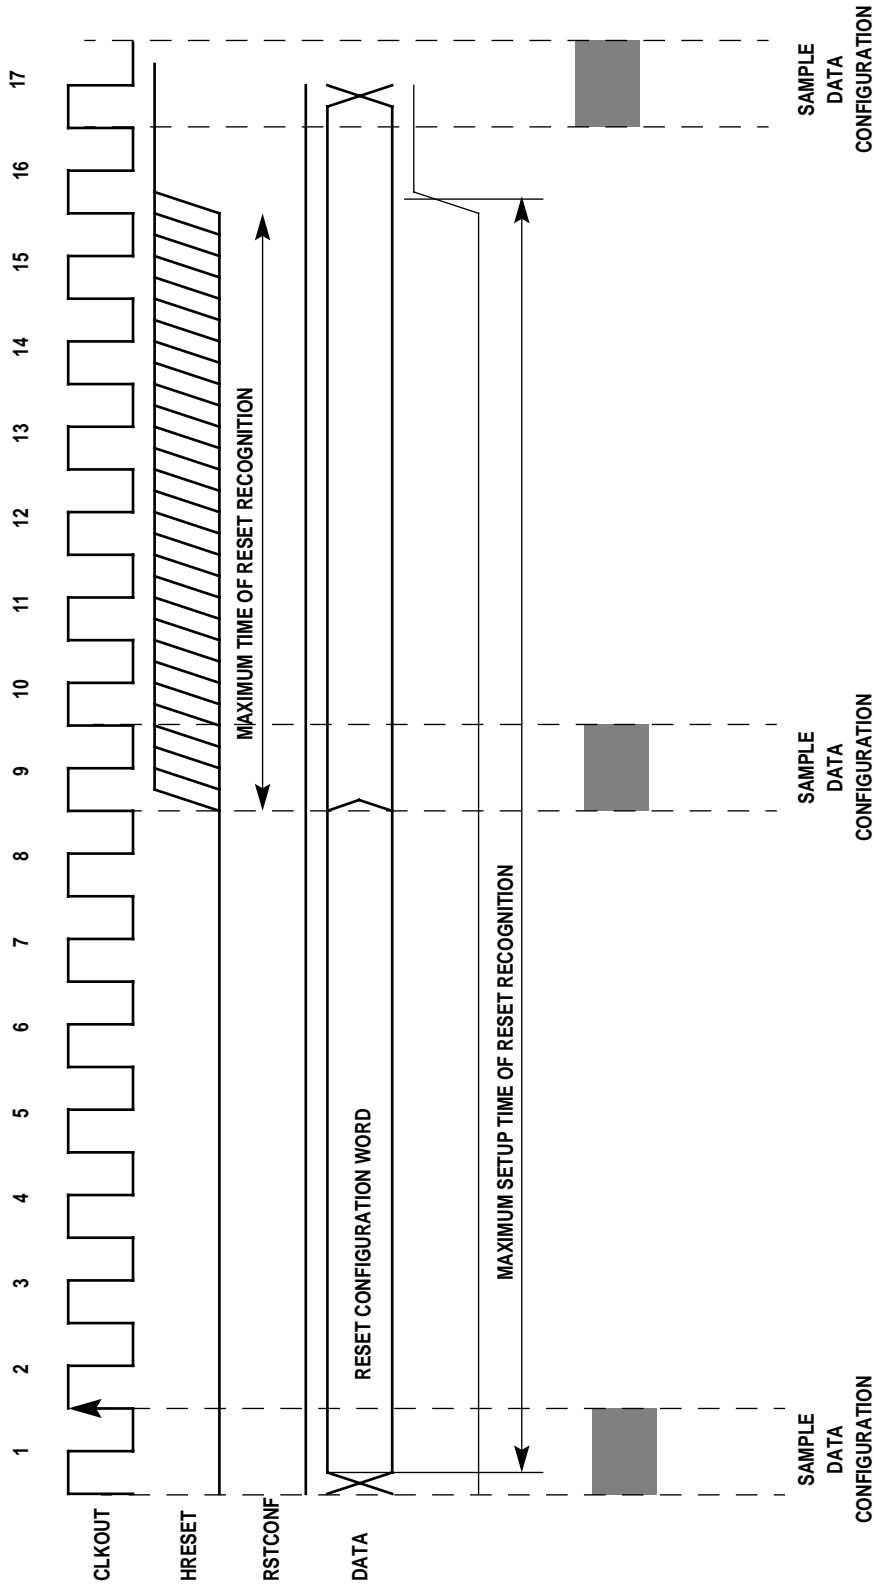 1 2 3 4 5 6 7 8 9 10 11 12 13 14 15 16 17
CLKOUT
HRESET
MAXIMUM TIME OF RESET RECOGNITION
RSTCONF
DATA
RESET CONFIGURATION WORD
MAXIMUM SETUP TIME OF RESET RECOGNITION
SAMPLE
DATA
CONFIGURATION
SAMPLE
DATA
CONFIGURATION
SAMPLE
DATA
CONFIGURATION